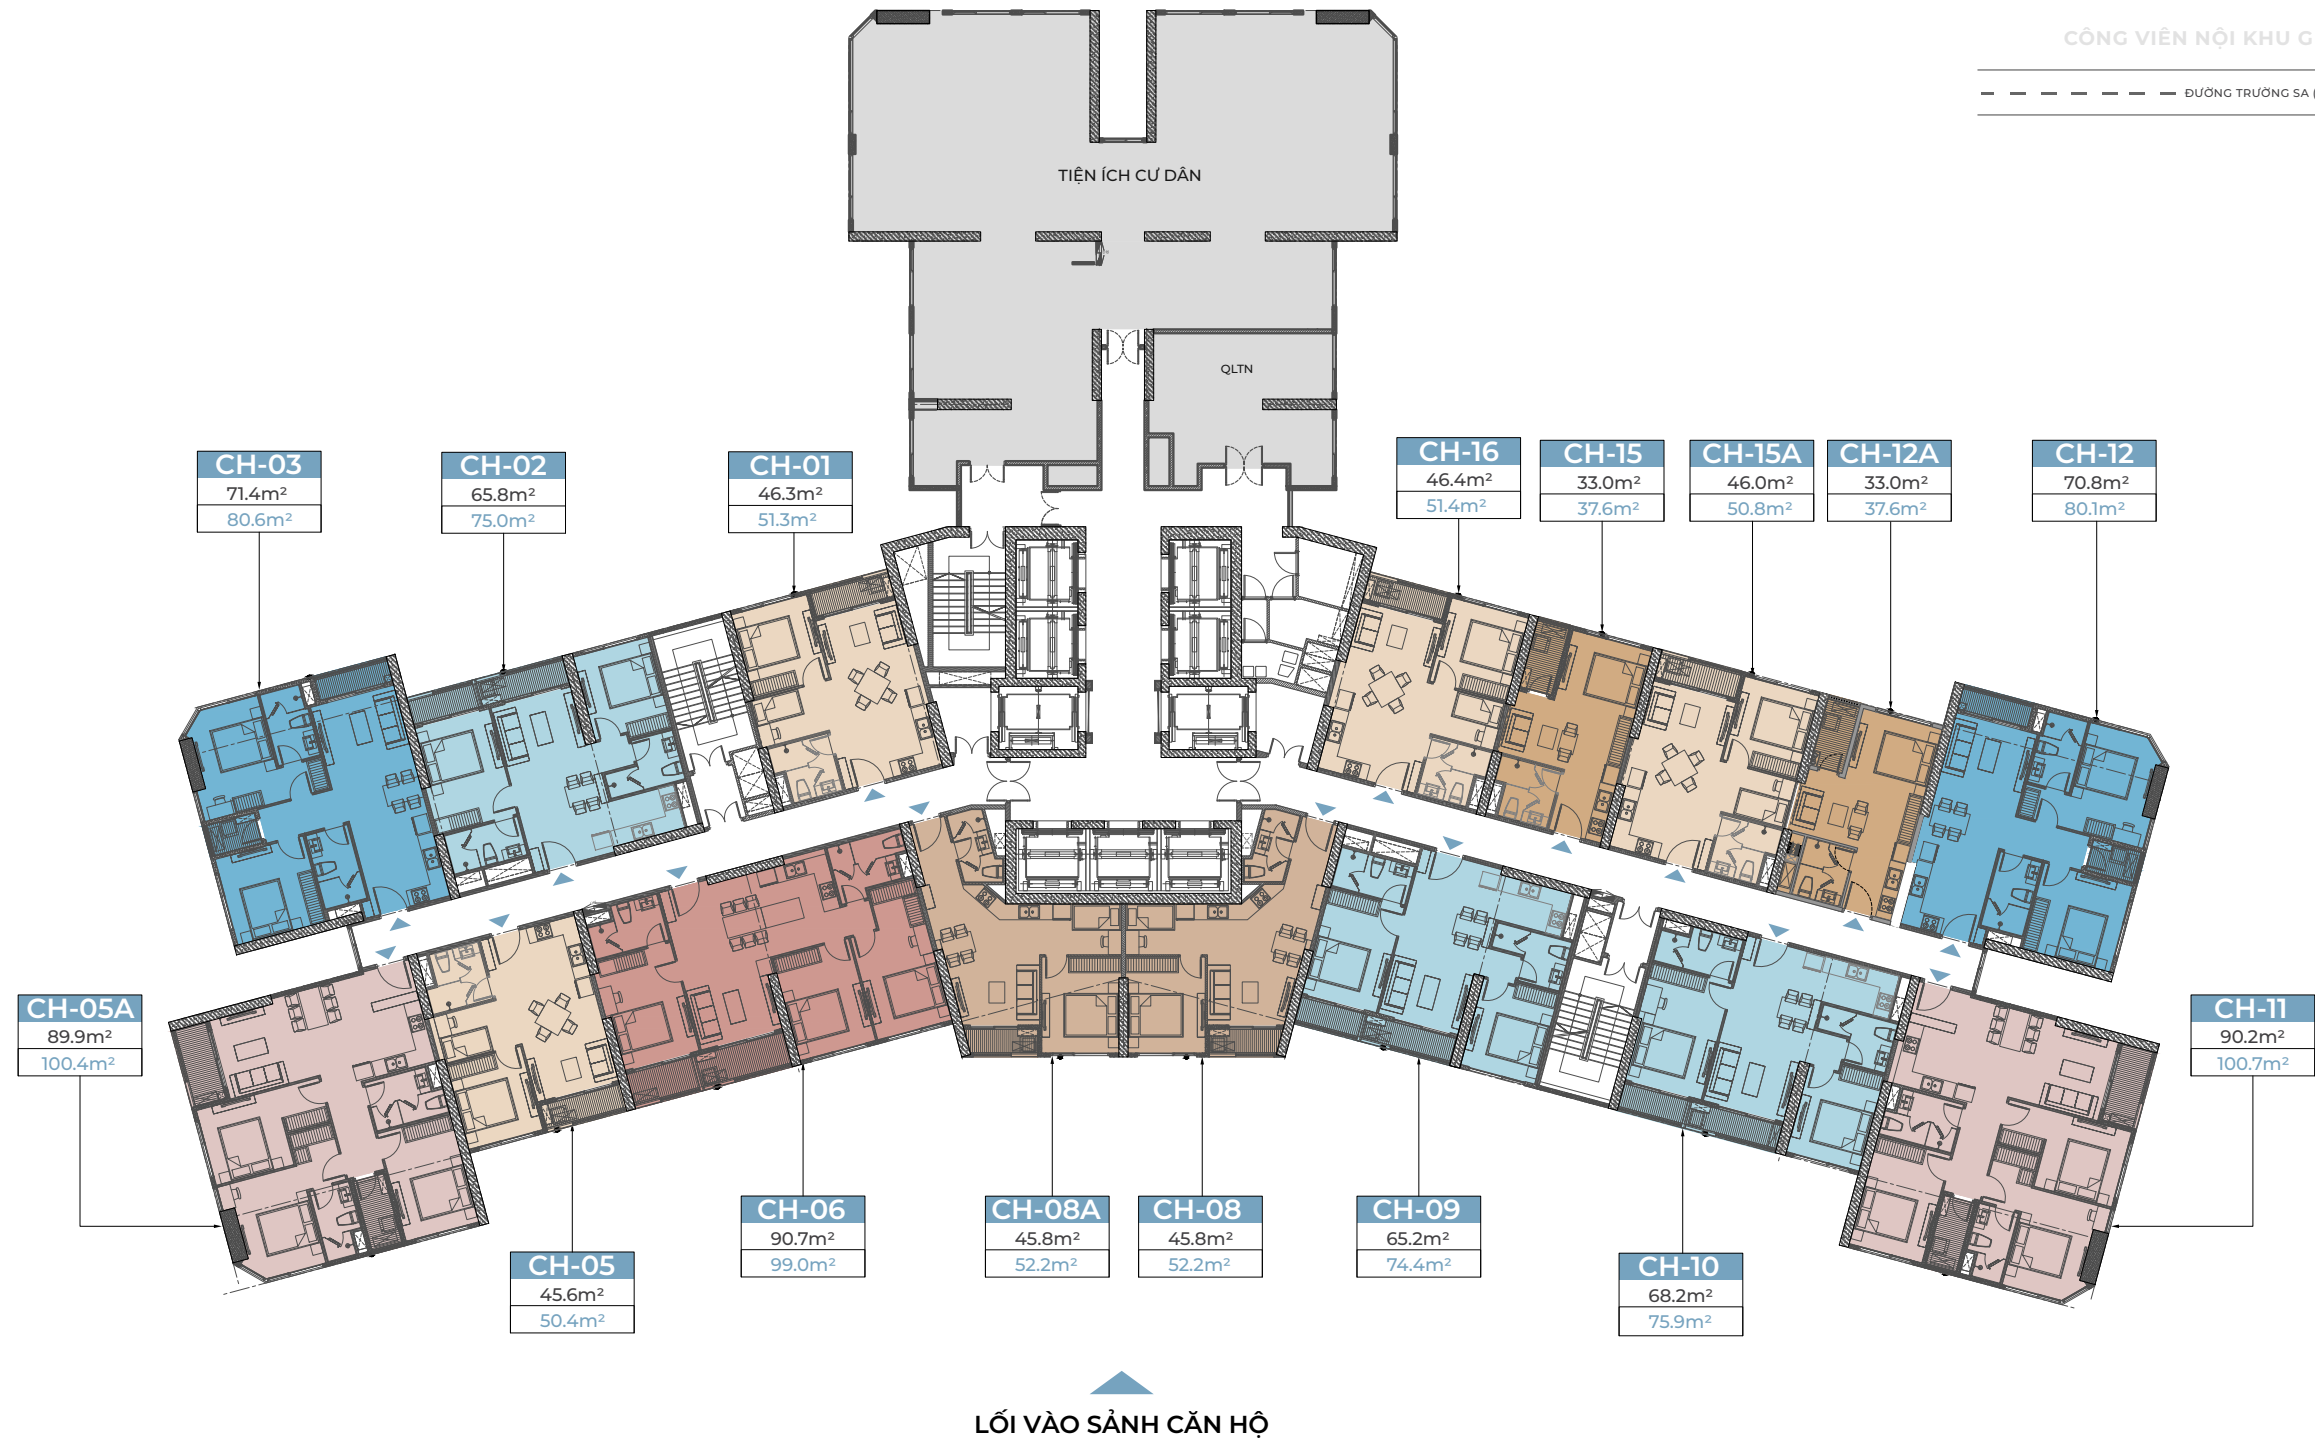 CÔNG VIÊN NỘI KHU G
ĐƯỜNG TRƯỜNG SA (
TIỆN ÍCH CƯ DÂN
QLTN
CH-03
71.4m²
80.6m²
CH-02
65.8m²
75.0m²
CH-01
46.3m²
51.3m²
CH-16
46.4m²
51.4m²
CH-15
33.0m²
37.6m²
CH-15A
46.0m²
50.8m²
CH-12A
33.0m²
37.6m²
CH-12
70.8m²
80.1m²
CH-05A
89.9m²
100.4m²
CH-11
90.2m²
100.7m²
CH-05
45.6m²
50.4m²
CH-06
90.7m²
99.0m²
CH-08A
45.8m²
52.2m²
CH-08
45.8m²
52.2m²
CH-09
65.2m²
74.4m²
CH-10
68.2m²
75.9m²
LỐI VÀO SẢNH CĂN HỘ